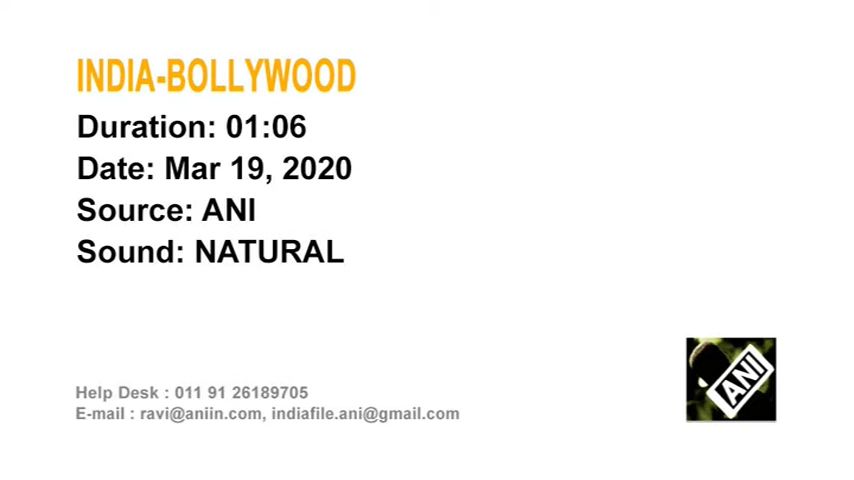 INDIA-BOLLYWOOD
Duration: 01:06
Date: Mar 19, 2020
Source: ANI
Sound: NATURAL
Help Desk : 011 91 26189705
E-mail : ravi@aniin.com, indiafile.ani@gmail.com
ANI